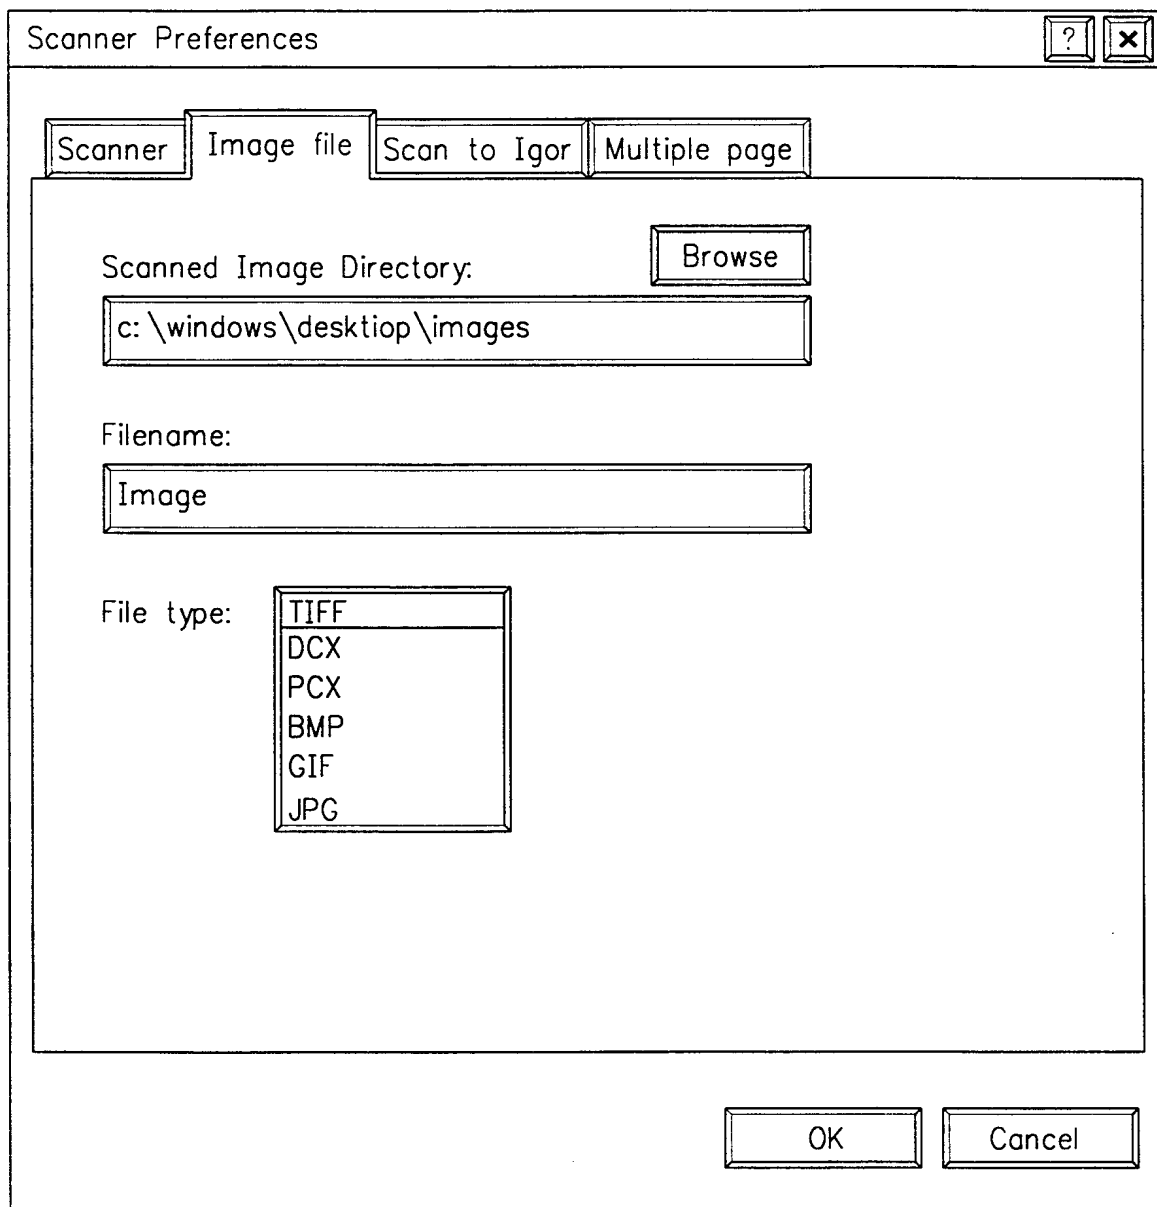 Scanner Preferences ? ×
Scanner Image file Scan to Igor Multiple page
Browse
Scanned Image Directory:
c:\windows\desktiop\images
Filename:
Image
File type: TIFF
DCX
PCX
BMP
GIF
JPG
OK Cancel